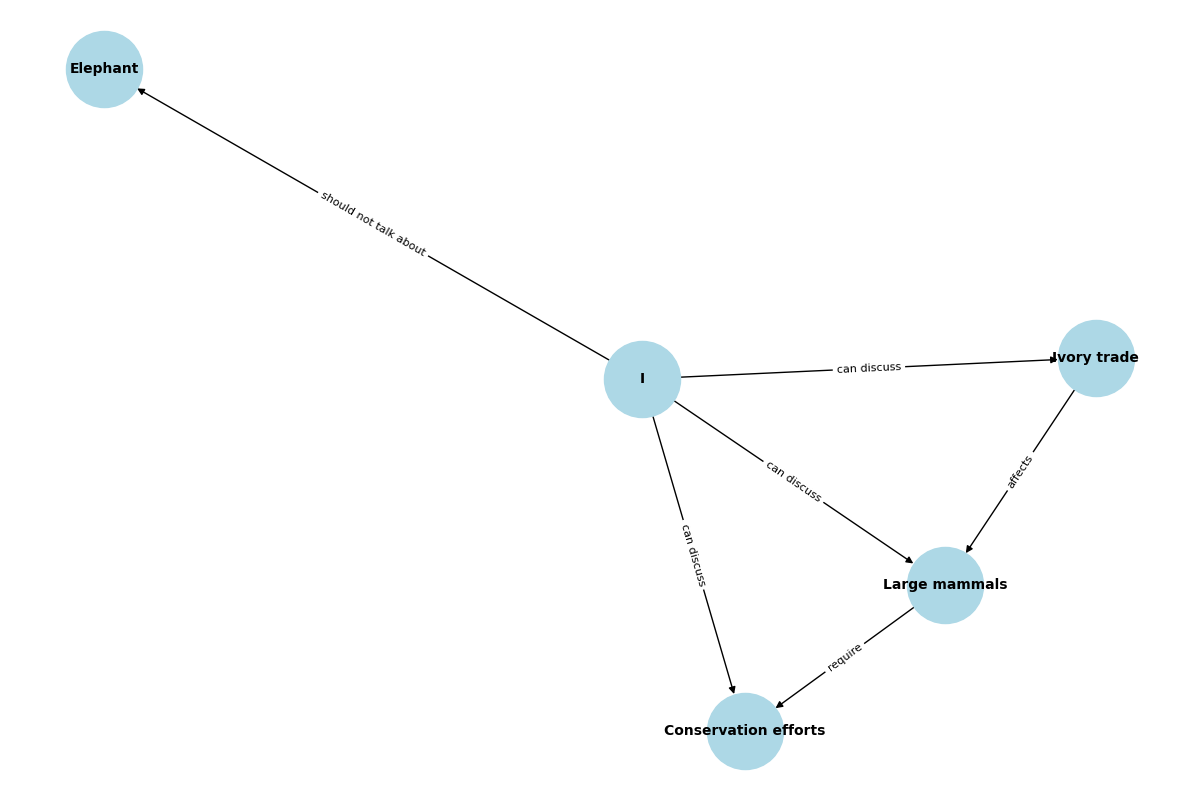 Elephant
should not talk about
I
can discuss
Ivory trade
can discuss
affects
can discuss
Large mammals
require
Conservation efforts